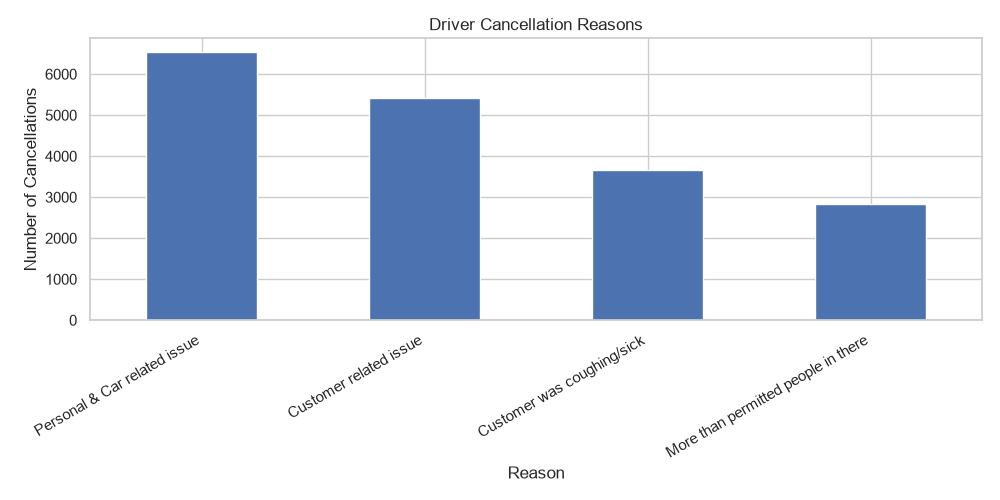 Driver Cancellation Reasons
Number of Cancellations
6000
5000
4000
3000
2000
1000
0
Personal & Car related issue
Customer related issue
Customer was coughing/sick
More than permitted people in there
Reason